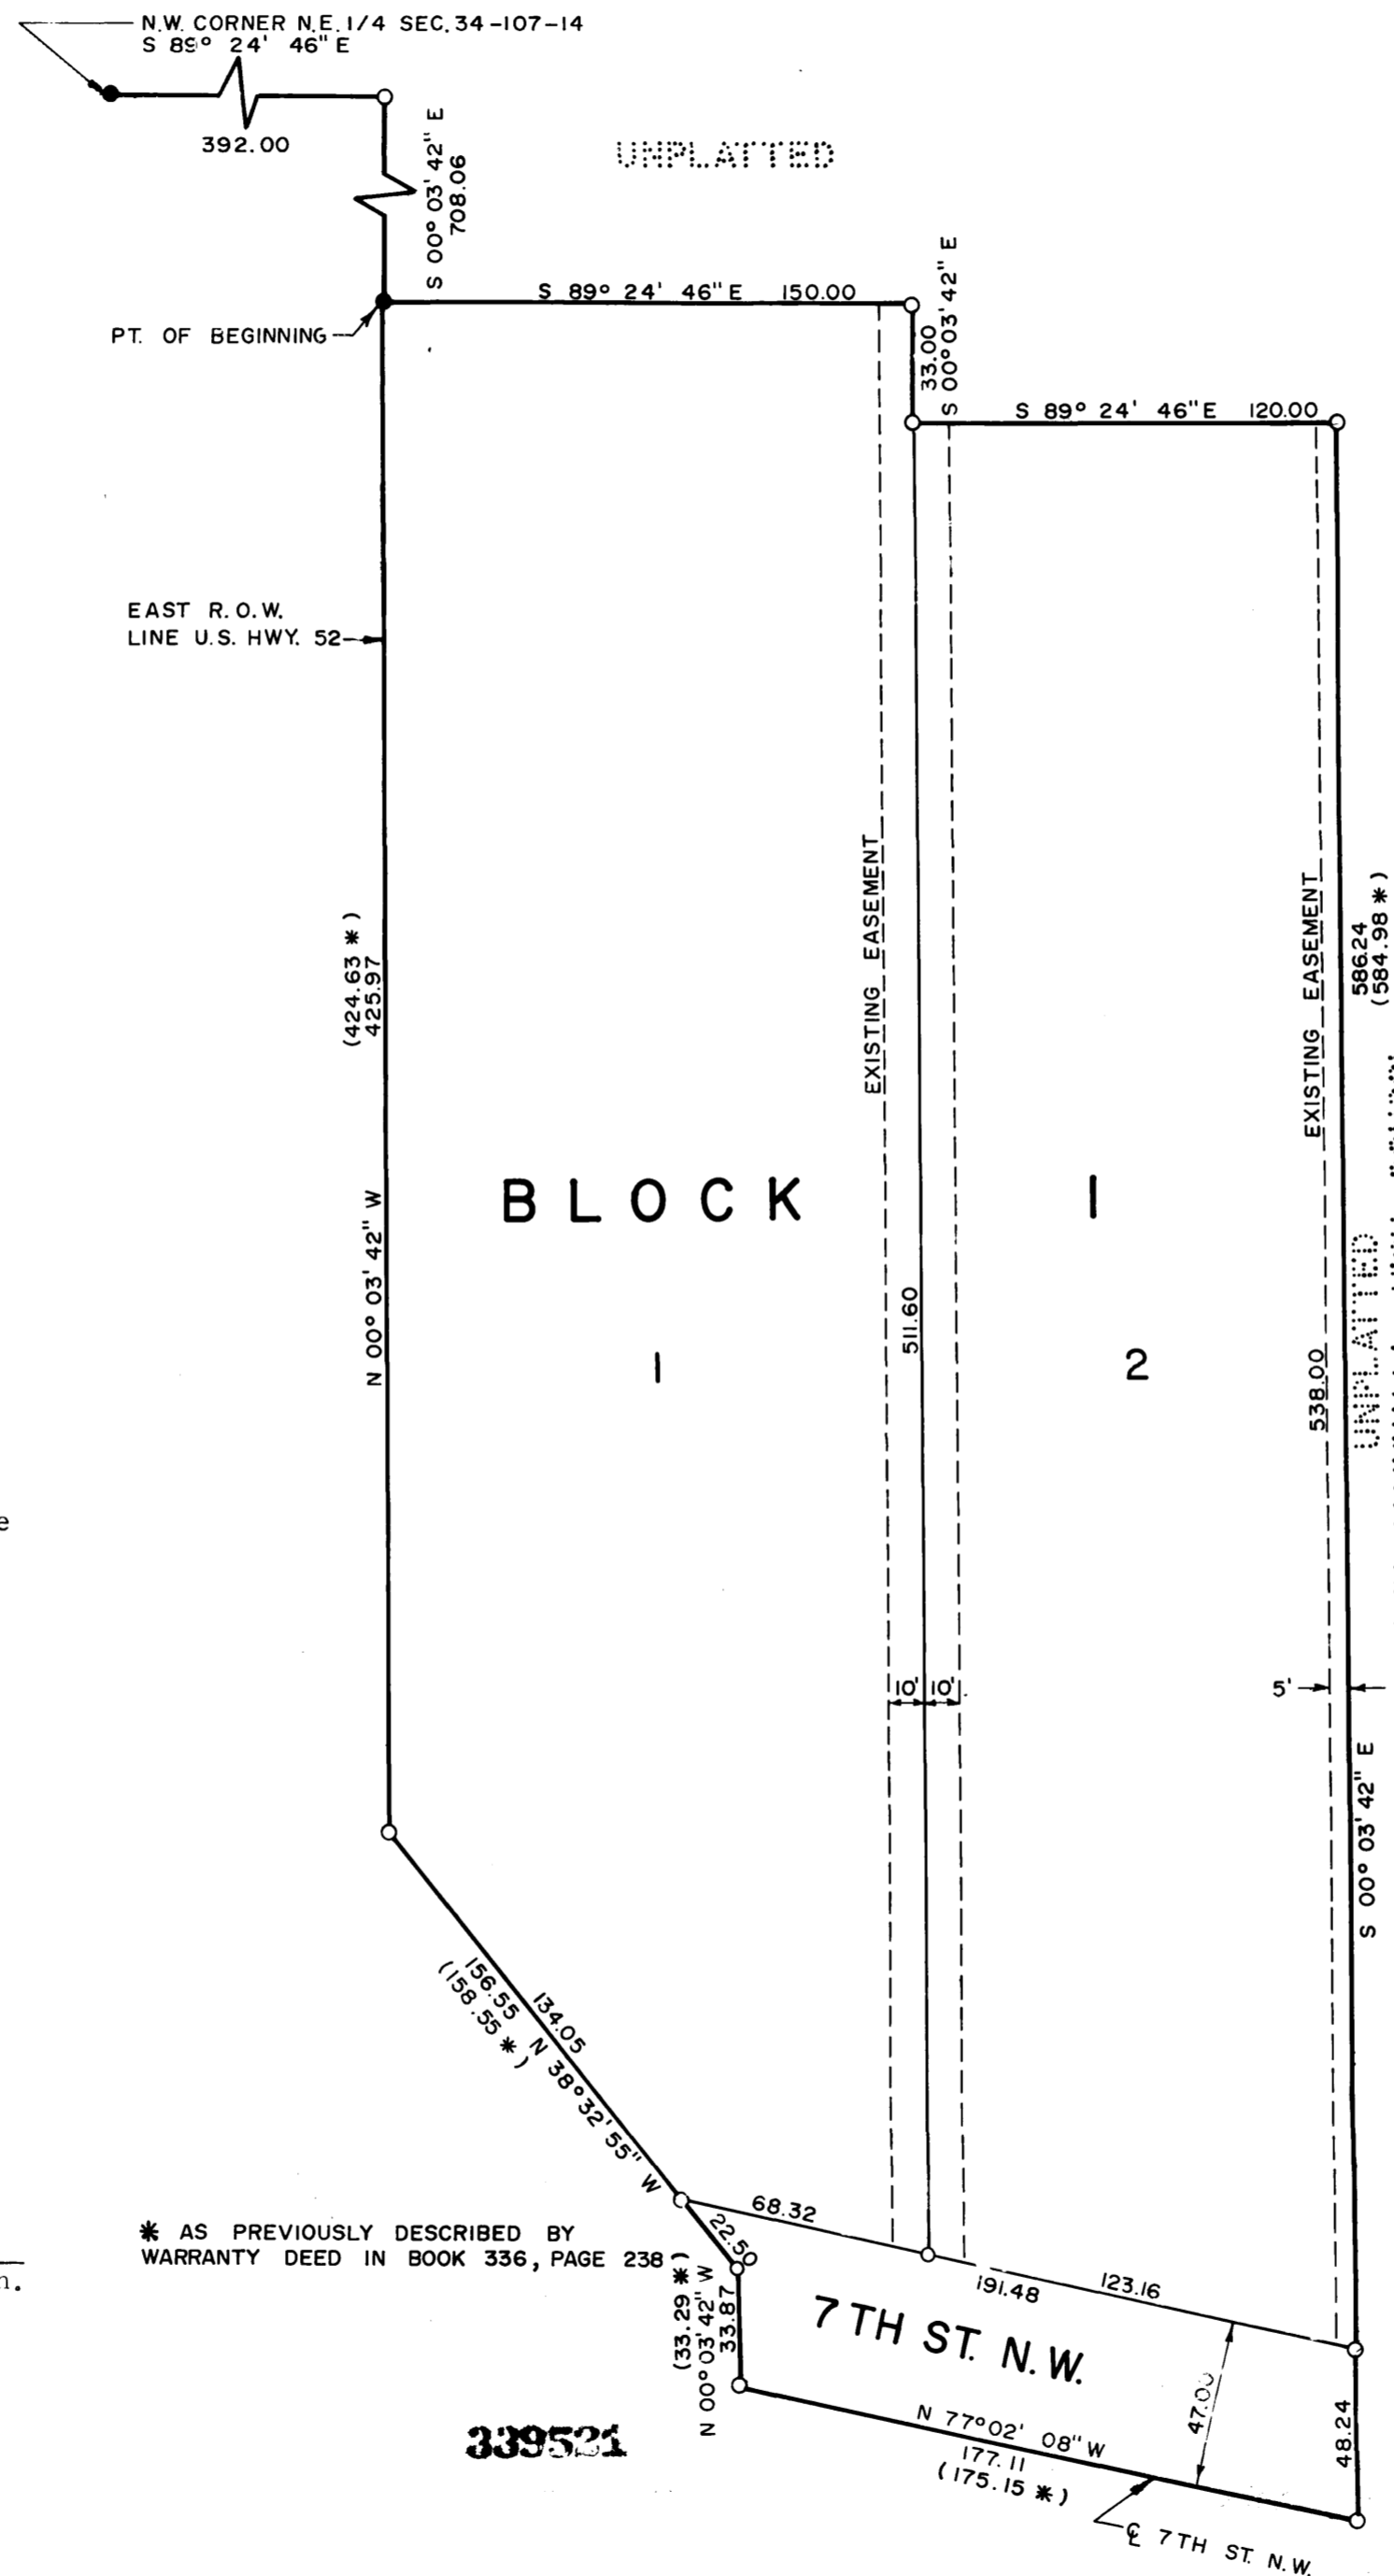 N.W. CORNER N.E. 1/4 SEC. 34-107-14
S 89° 24' 46" E
392.00
S 00° 03' 42" E
708.06
UNPLATTED
S 89° 24' 46" E 150.00
PT. OF BEGINNING
33.00
S 00° 03' 42" E
S 89° 24' 46" E 120.00
EAST R.O.W.
LINE U.S. HWY. 52
(424.63 *)
425.97
N 00° 03' 42" W
EXISTING EASEMENT
EXISTING EASEMENT
586.24
(584.98 *)
BLOCK 1
511.60
1
2
538.00
UNPLATTED
e
10' 10'
5'
S 00° 03' 42" E
134.05
156.55 N 38° 32' 55" W
(158.55 *)
* AS PREVIOUSLY DESCRIBED BY
WARRANTY DEED IN BOOK 336, PAGE 238
n.
68.32
22.50
(33.29 *)
N 00° 03' 42" W
33.87
191.48
123.16
7TH ST. N.W.
47.00
48.24
N 77° 02' 08" W
177.11
(175.15 *)
℄ 7TH ST. N.W.
339521